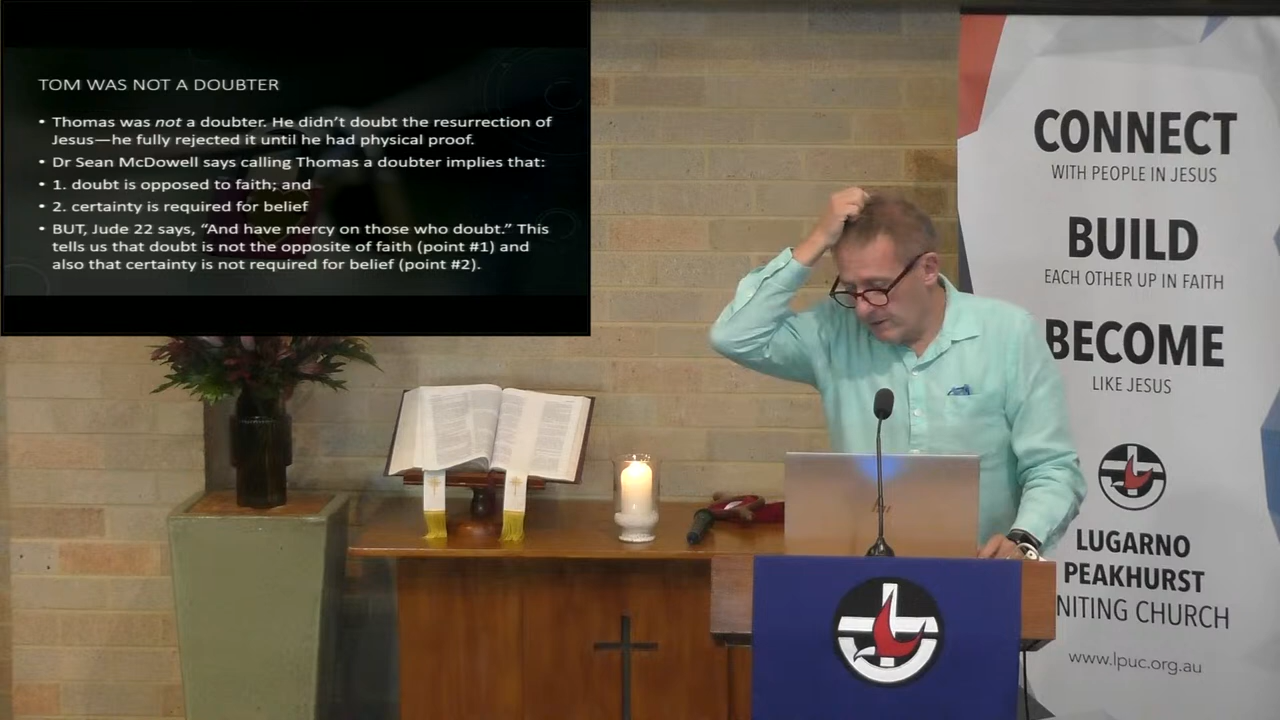 TOM WAS NOT A DOUBTER
• Thomas was not a doubter. He didn’t doubt the resurrection of
Jesus—he fully rejected it until he had physical proof.
• Dr Sean McDowell says calling Thomas a doubter implies that:
• 1. doubt is opposed to faith; and
• 2. certainty is required for belief
• BUT, Jude 22 says, “And have mercy on those who doubt.” This
tells us that doubt is not the opposite of faith (point #1) and
also that certainty is not required for belief (point #2).
CONNECT
WITH PEOPLE IN JESUS
BUILD
EACH OTHER UP IN FAITH
BECOME
LIKE JESUS
LUGARNO
PEAKHURST
NITING CHURCH
www.lpuc.org.au